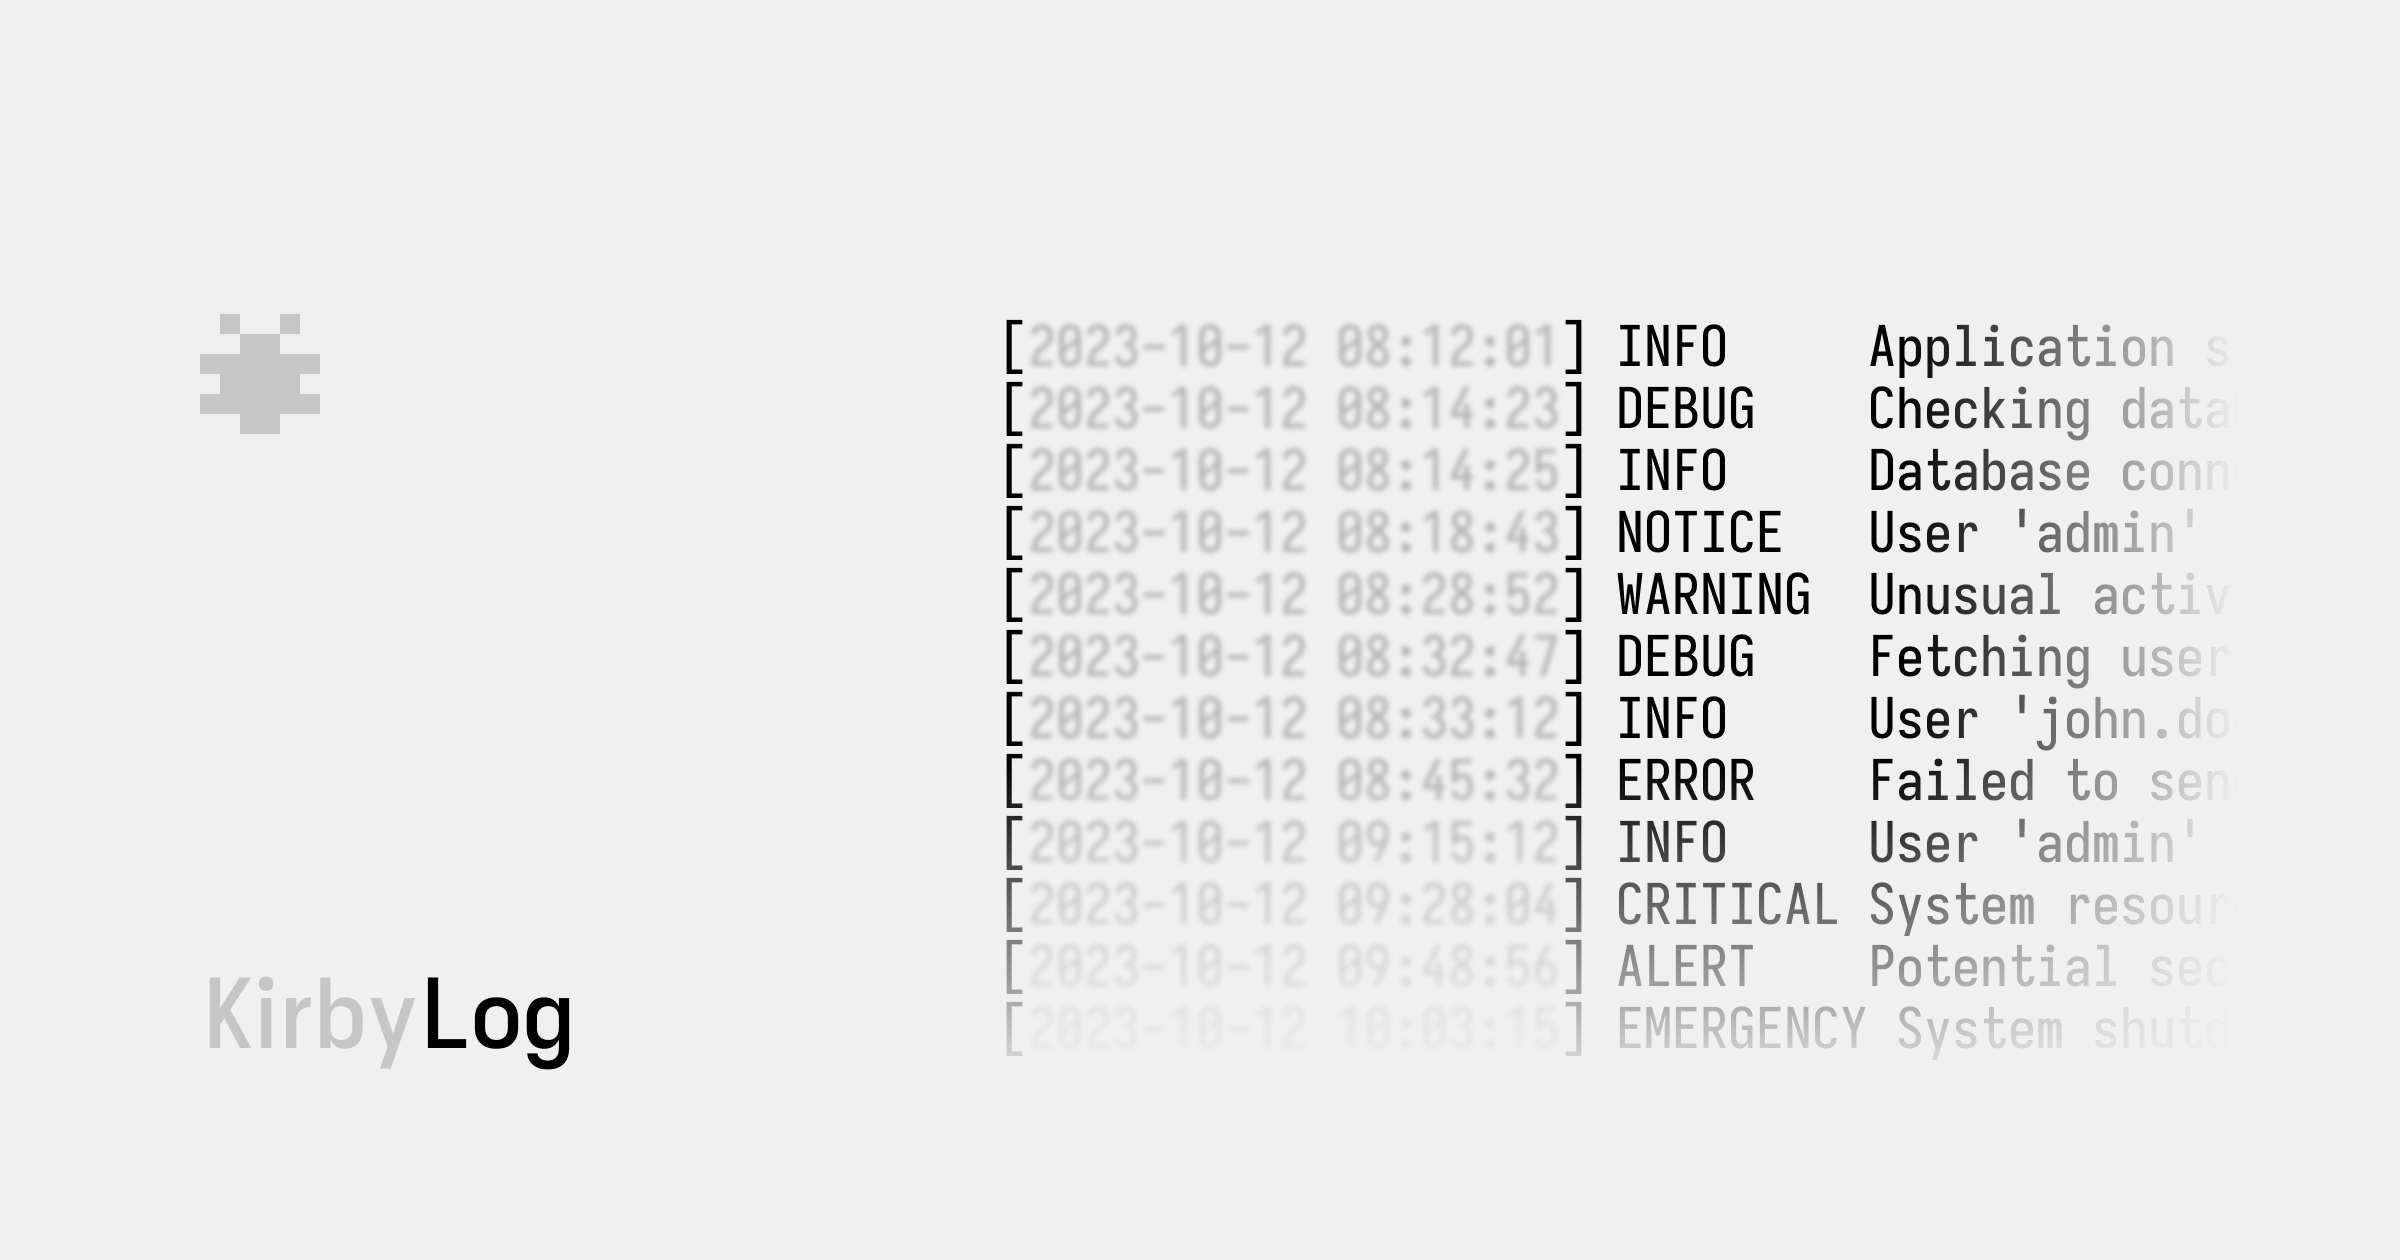 [2023-10-12 08:12:01] INFO Application s
[2023-10-12 08:14:23] DEBUG Checking data
[2023-10-12 08:14:25] INFO Database conn
[2023-10-12 08:18:43] NOTICE User 'admin'
[2023-10-12 08:28:52] WARNING Unusual activ
[2023-10-12 08:32:47] DEBUG Fetching user
[2023-10-12 08:33:12] INFO User 'john.do
[2023-10-12 08:45:32] ERROR Failed to sen
[2023-10-12 09:15:12] INFO User 'admin'
[2023-10-12 09:28:04] CRITICAL System resour
[2023-10-12 09:48:56] ALERT Potential sec
[2023-10-12 10:03:15] EMERGENCY System shutd
KirbyLog